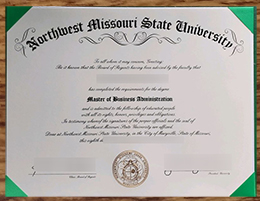 Northwest Missouri State University
To all whom it may concern, Greeting
Be it known that the Board of Regents having been advised by the faculty that
has completed the requirements for the degree
Master of Business Administration
and is admitted to the fellowship of educated people
with all its rights, honors, privileges and obligations.
In testimony whereof the signatures of the proper officials and the seal of
Northwest Missouri State University are affixed.
Done at Northwest Missouri State University, in the City of Maryville, State of Missouri,
this eighth